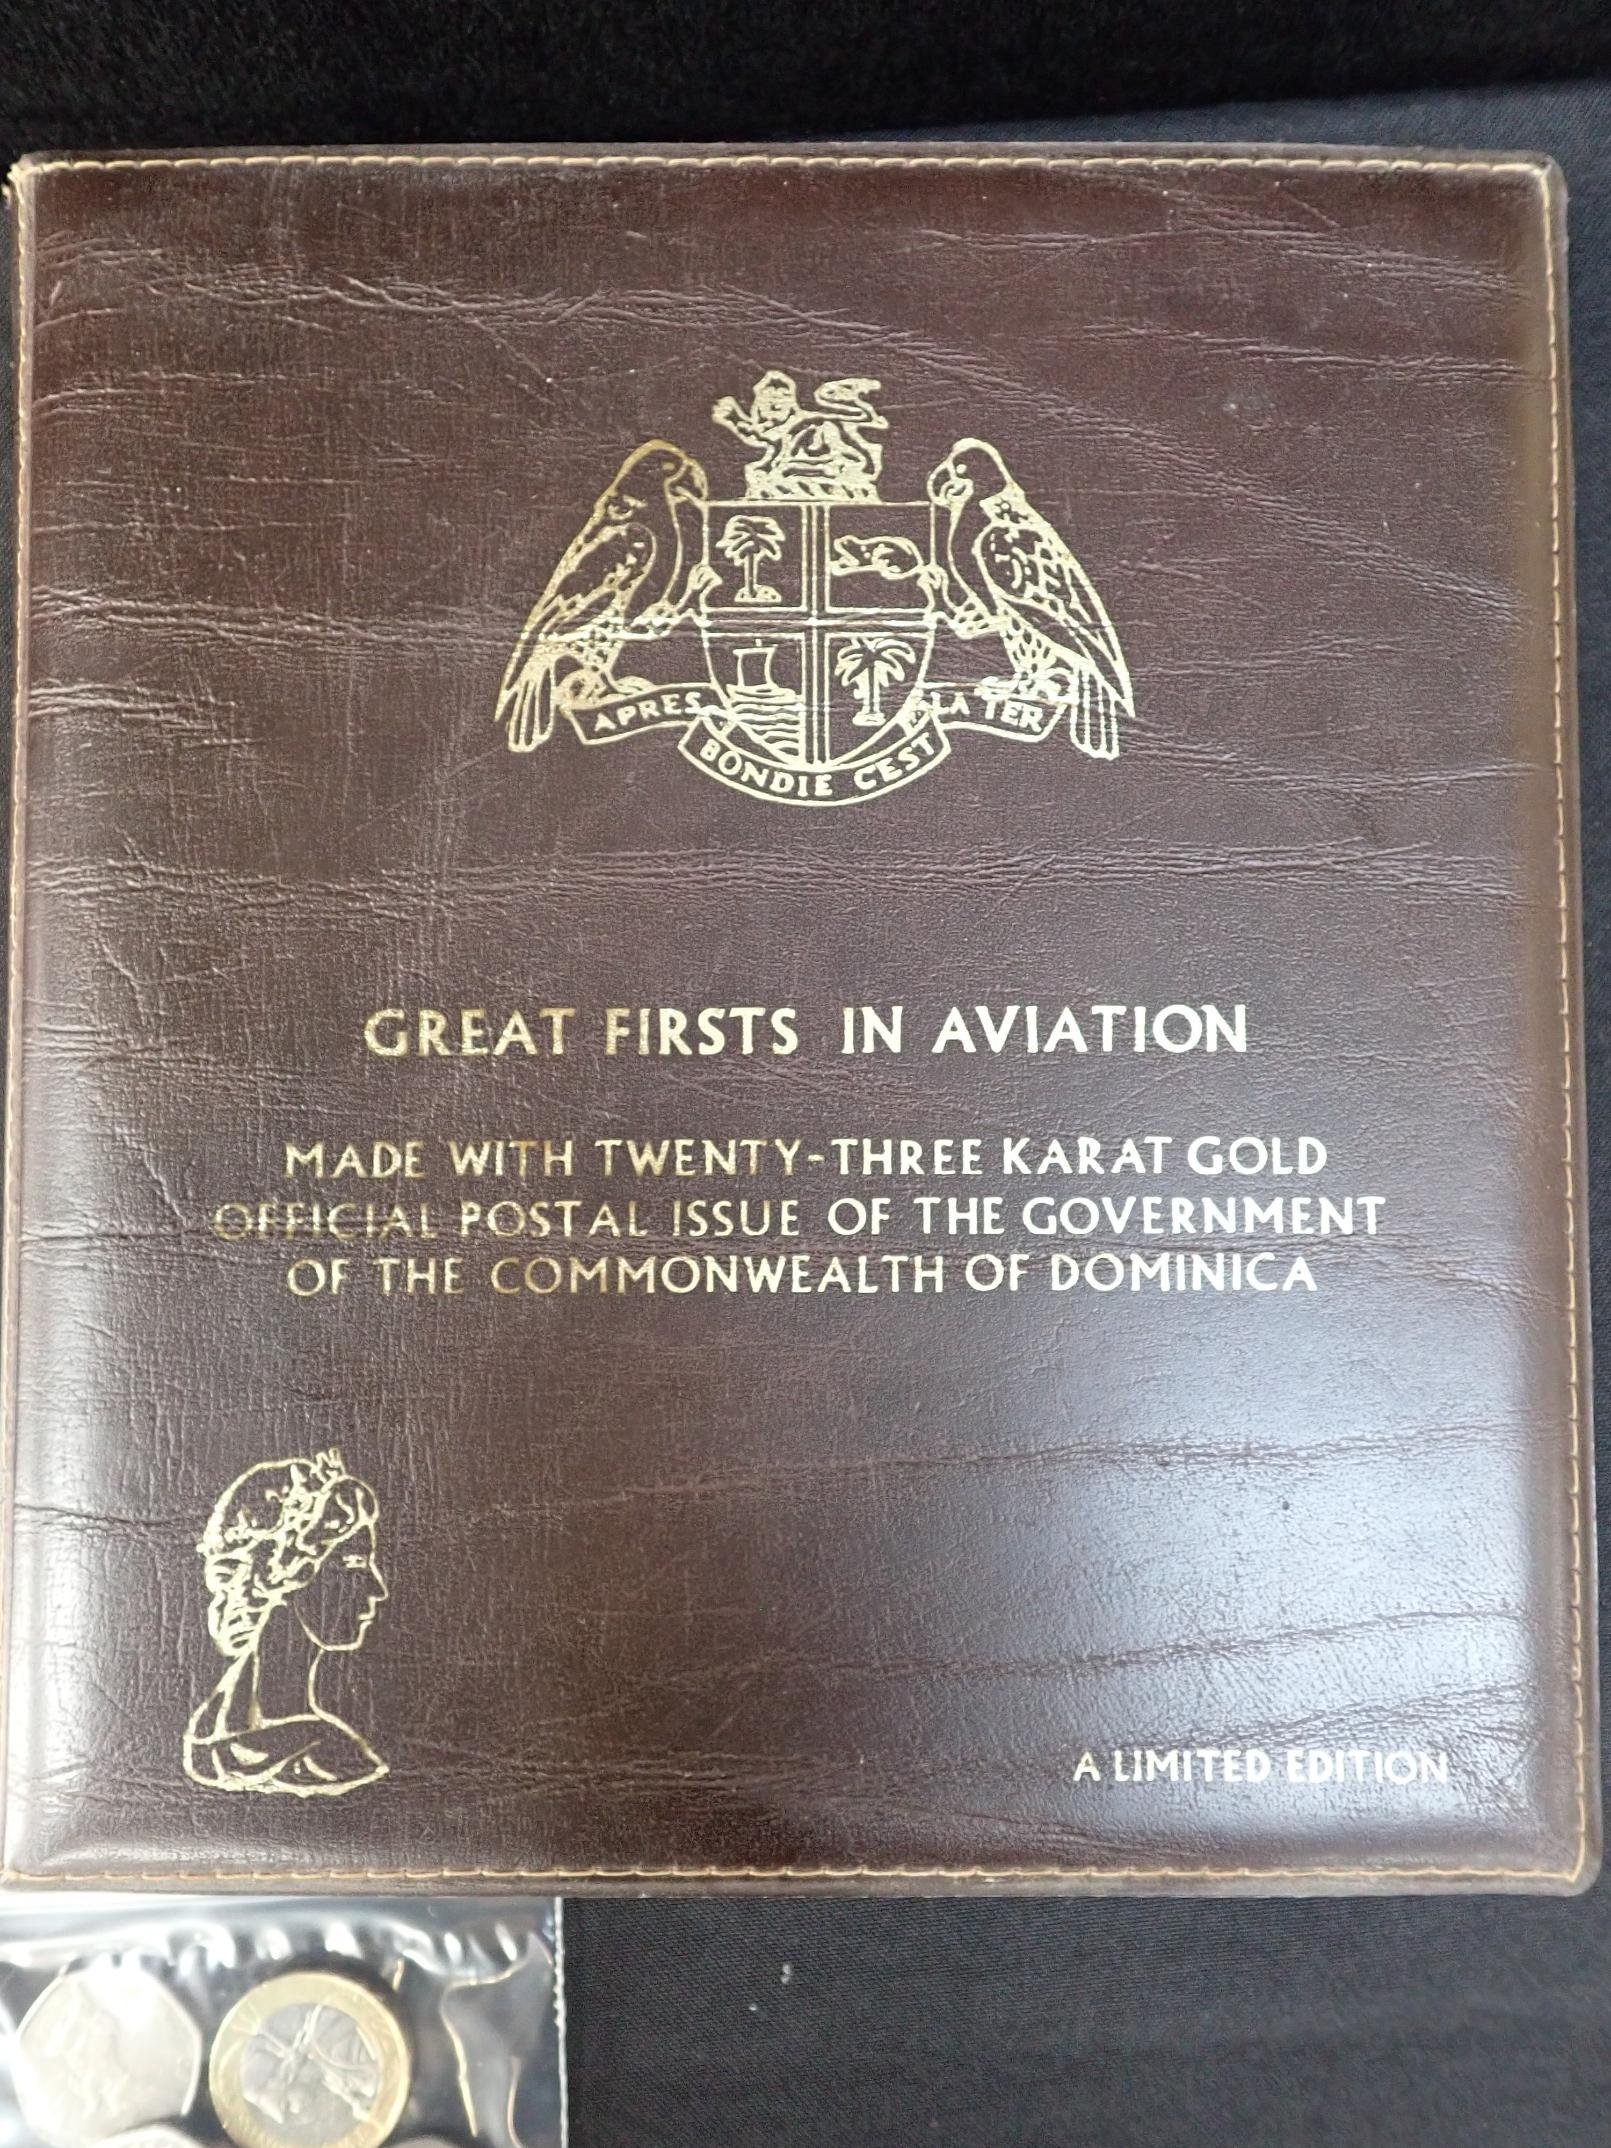 APRES BONDIE CEST LA TER
GREAT FIRSTS IN AVIATION
MADE WITH TWENTY-THREE KARAT GOLD
OFFICIAL POSTAL ISSUE OF THE GOVERNMENT
OF THE COMMONWEALTH OF DOMINICA
A LIMITED EDITION